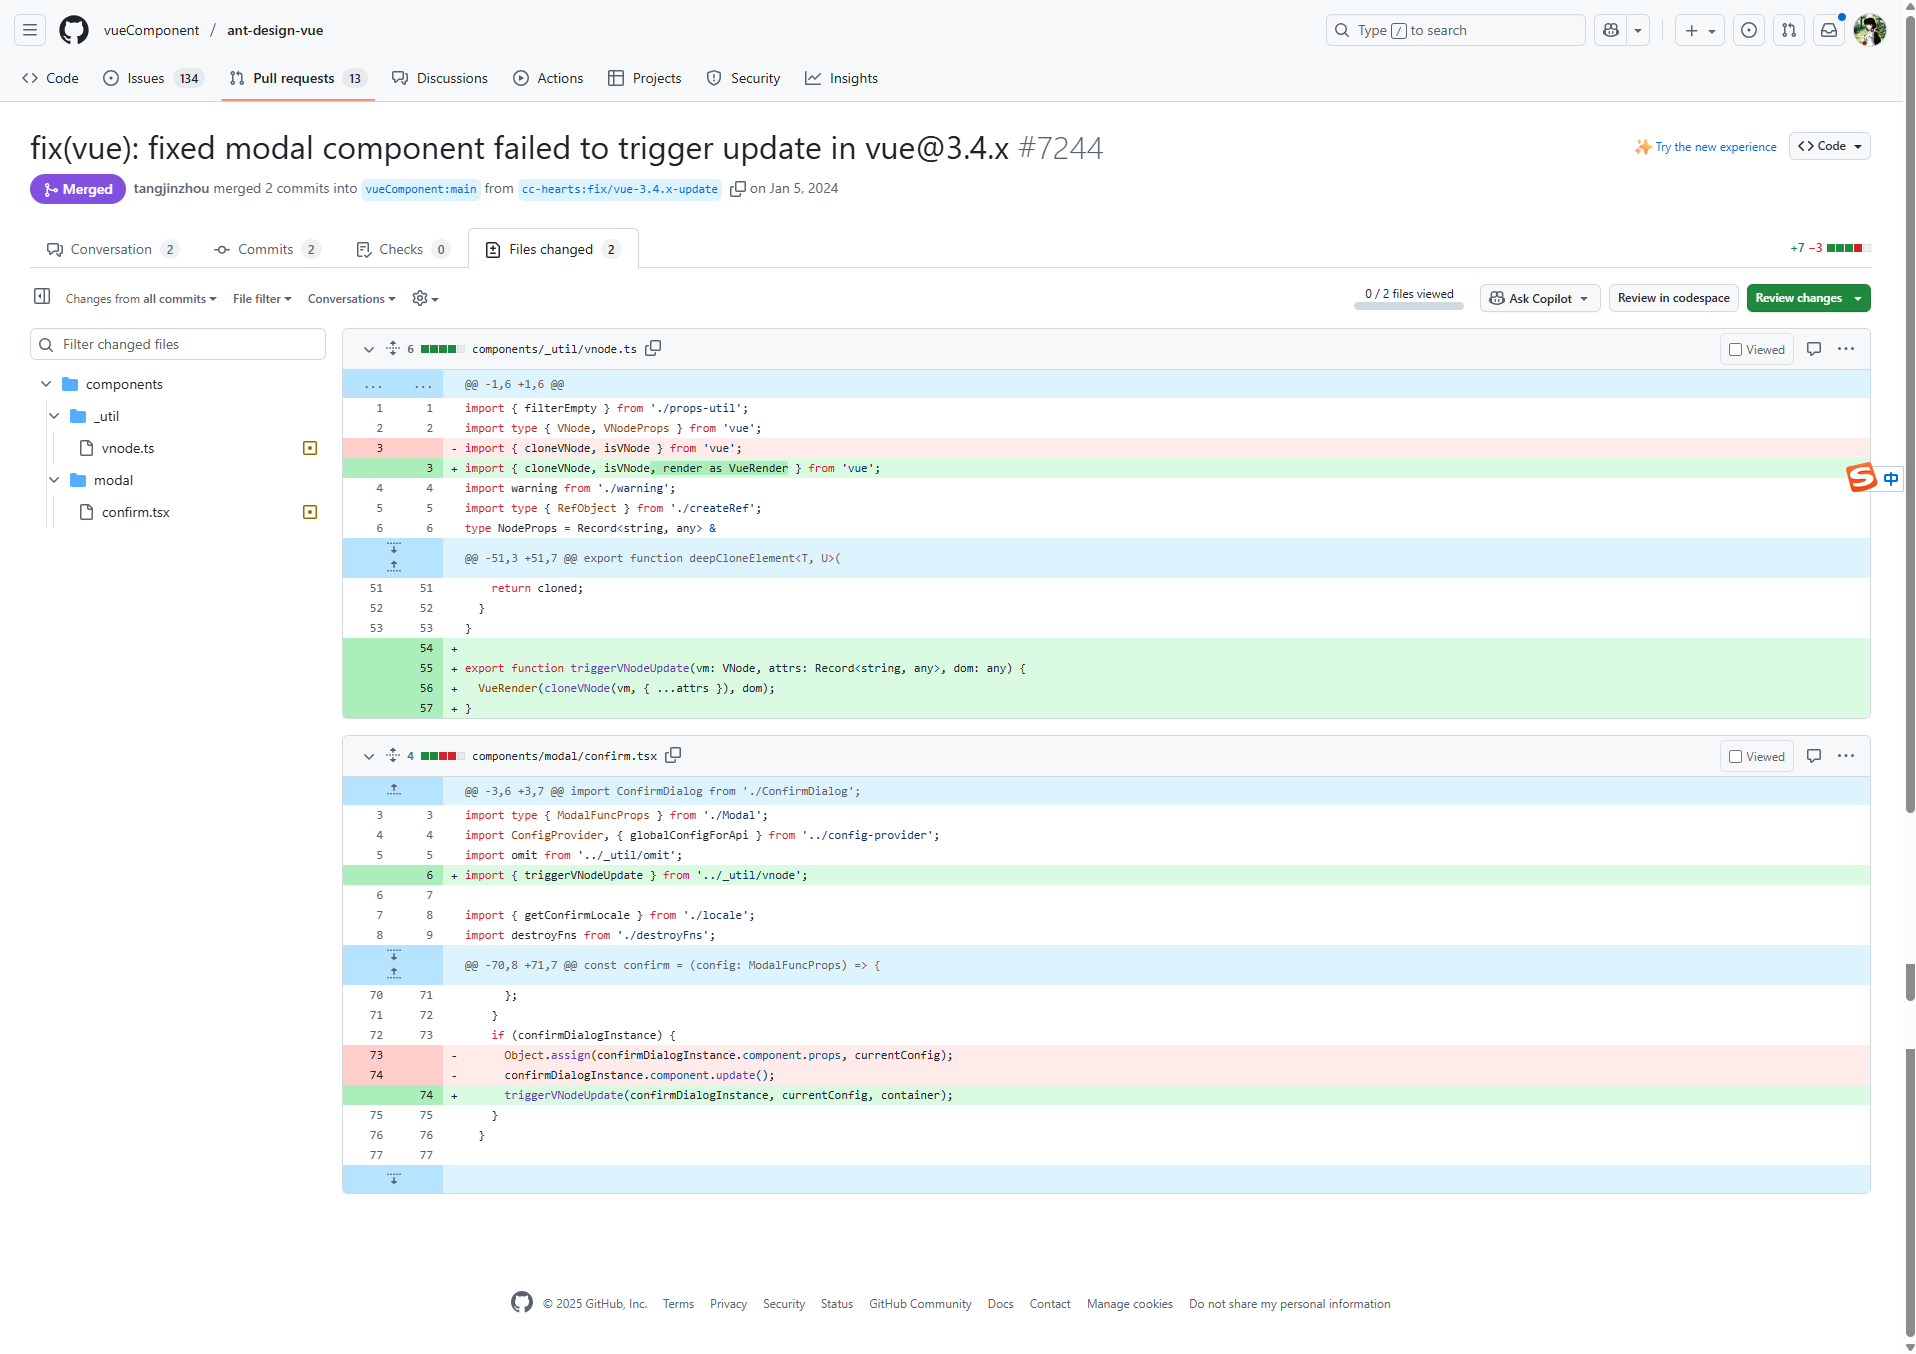 vueComponent / ant-design-vue
Type / to search
Code
Issues 134
Pull requests 13
Discussions
Actions
Projects
Security
Insights
fix(vue): fixed modal component failed to trigger update in vue@3.4.x #7244
Try the new experience
<> Code
Merged
tangjinzhou merged 2 commits into vueComponent:main from cc-hearts:fix/vue-3.4.x-update on Jan 5, 2024
Conversation 2
Commits 2
Checks 0
Files changed 2
+7 −3
Changes from all commits
File filter
Conversations
0 / 2 files viewed
Ask Copilot
Review in codespace
Review changes
Filter changed files
components
_util
vnode.ts
modal
confirm.tsx
6 components/_util/vnode.ts
Viewed
... ... @@ -1,6 +1,6 @@
1 1 import { filterEmpty } from './props-util';
2 2 import type { VNode, VNodeProps } from 'vue';
3 - import { cloneVNode, isVNode } from 'vue';
3 + import { cloneVNode, isVNode, render as VueRender } from 'vue';
4 4 import warning from './warning';
5 5 import type { RefObject } from './createRef';
6 6 type NodeProps = Record<string, any> &
@@ -51,3 +51,7 @@ export function deepCloneElement<T, U>(
51 51 return cloned;
52 52 }
53 53 }
54 +
55 + export function triggerVNodeUpdate(vm: VNode, attrs: Record<string, any>, dom: any) {
56 + VueRender(cloneVNode(vm, { ...attrs }), dom);
57 + }
4 components/modal/confirm.tsx
Viewed
@@ -3,6 +3,7 @@ import ConfirmDialog from './ConfirmDialog';
3 3 import type { ModalFuncProps } from './Modal';
4 4 import ConfigProvider, { globalConfigForApi } from '../config-provider';
5 5 import omit from '../_util/omit';
6 + import { triggerVNodeUpdate } from '../_util/vnode';
6 7
7 8 import { getConfirmLocale } from './locale';
8 9 import destroyFns from './destroyFns';
@@ -70,8 +71,7 @@ const confirm = (config: ModalFuncProps) => {
70 71 };
71 72 }
72 73 if (confirmDialogInstance) {
73 - Object.assign(confirmDialogInstance.component.props, currentConfig);
74 - confirmDialogInstance.component.update();
74 + triggerVNodeUpdate(confirmDialogInstance, currentConfig, container);
75 75 }
76 76 }
77 77
S 中
© 2025 GitHub, Inc.
Terms
Privacy
Security
Status
GitHub Community
Docs
Contact
Manage cookies
Do not share my personal information